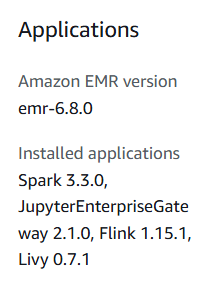 Applications
Amazon EMR version
emr-6.8.0
Installed applications
Spark 3.3.0,
JupyterEnterpriseGate
way 2.1.0, Flink 1.15.1,
Livy 0.7.1